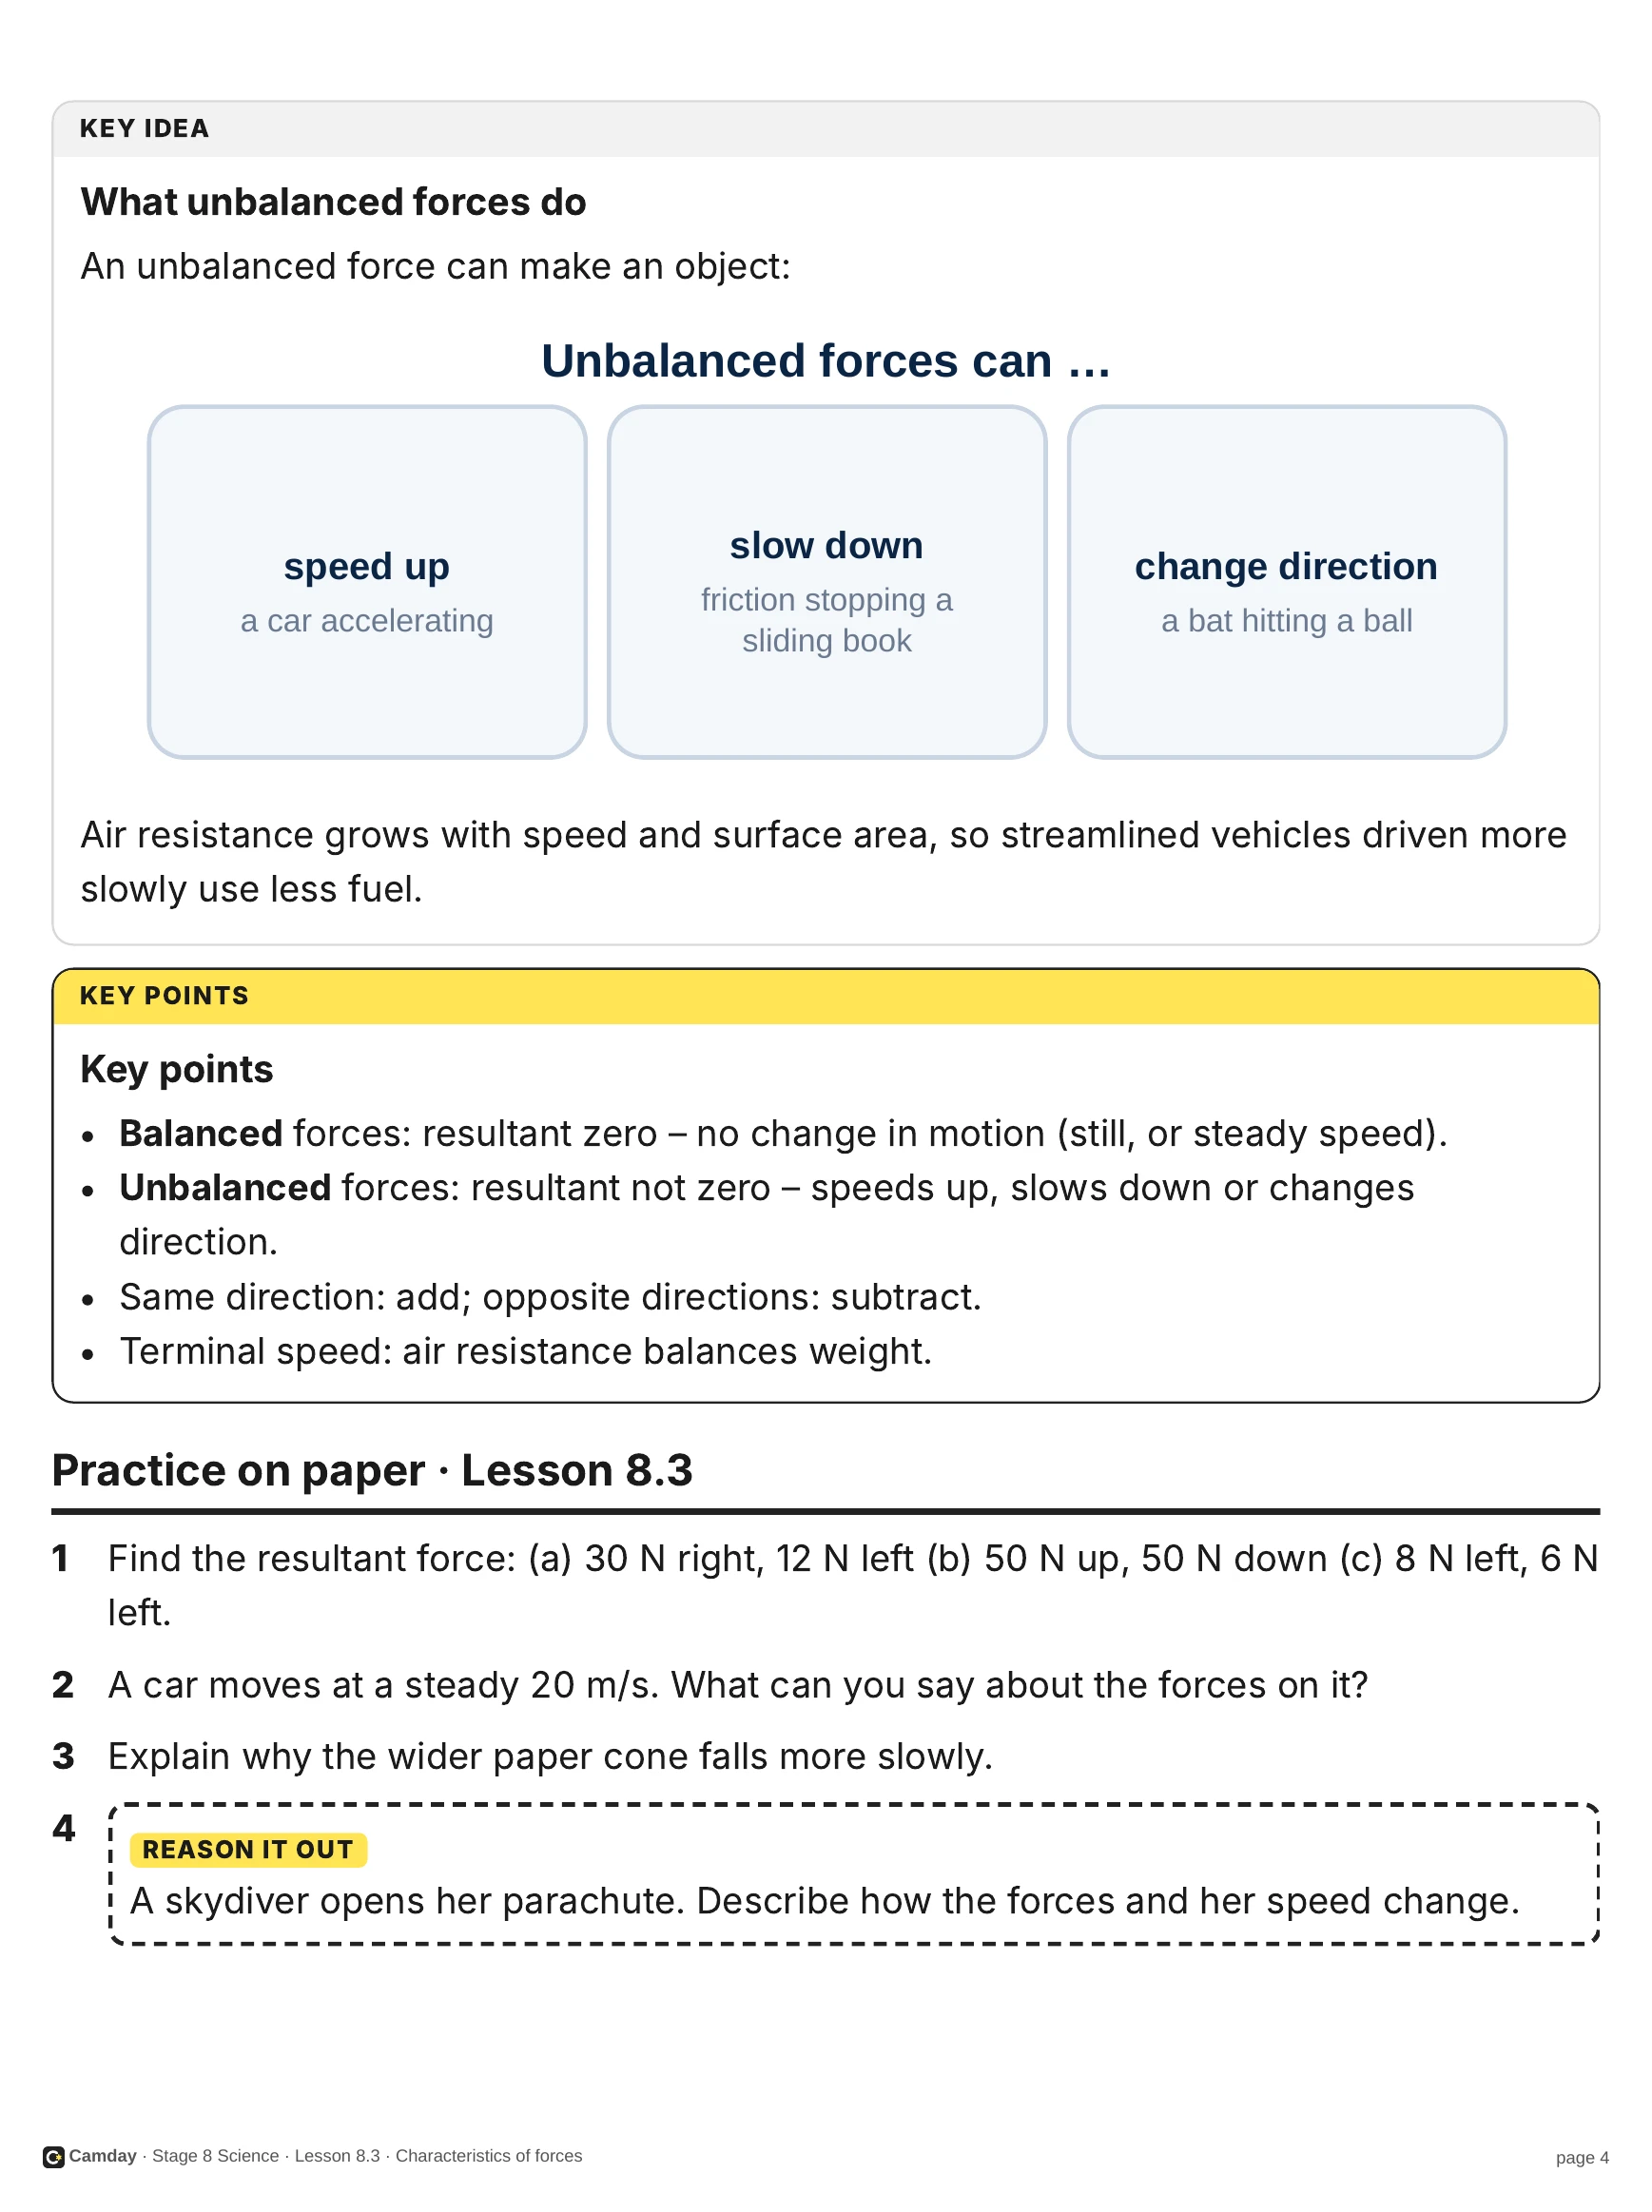 KEY IDEA
What unbalanced forces do
An unbalanced force can make an object:
Unbalanced forces can ...
speed up
a car accelerating
slow down
friction stopping a
sliding book
change direction
a bat hitting a ball
Air resistance grows with speed and surface area, so streamlined vehicles driven more
slowly use less fuel.
KEY POINTS
Key points
• Balanced forces: resultant zero – no change in motion (still, or steady speed).
• Unbalanced forces: resultant not zero – speeds up, slows down or changes
direction.
• Same direction: add; opposite directions: subtract.
• Terminal speed: air resistance balances weight.
Practice on paper · Lesson 8.3
1 Find the resultant force: (a) 30 N right, 12 N left (b) 50 N up, 50 N down (c) 8 N left, 6 N
left.
2 A car moves at a steady 20 m/s. What can you say about the forces on it?
3 Explain why the wider paper cone falls more slowly.
4 REASON IT OUT
A skydiver opens her parachute. Describe how the forces and her speed change.
Camday · Stage 8 Science · Lesson 8.3 · Characteristics of forces
page 4